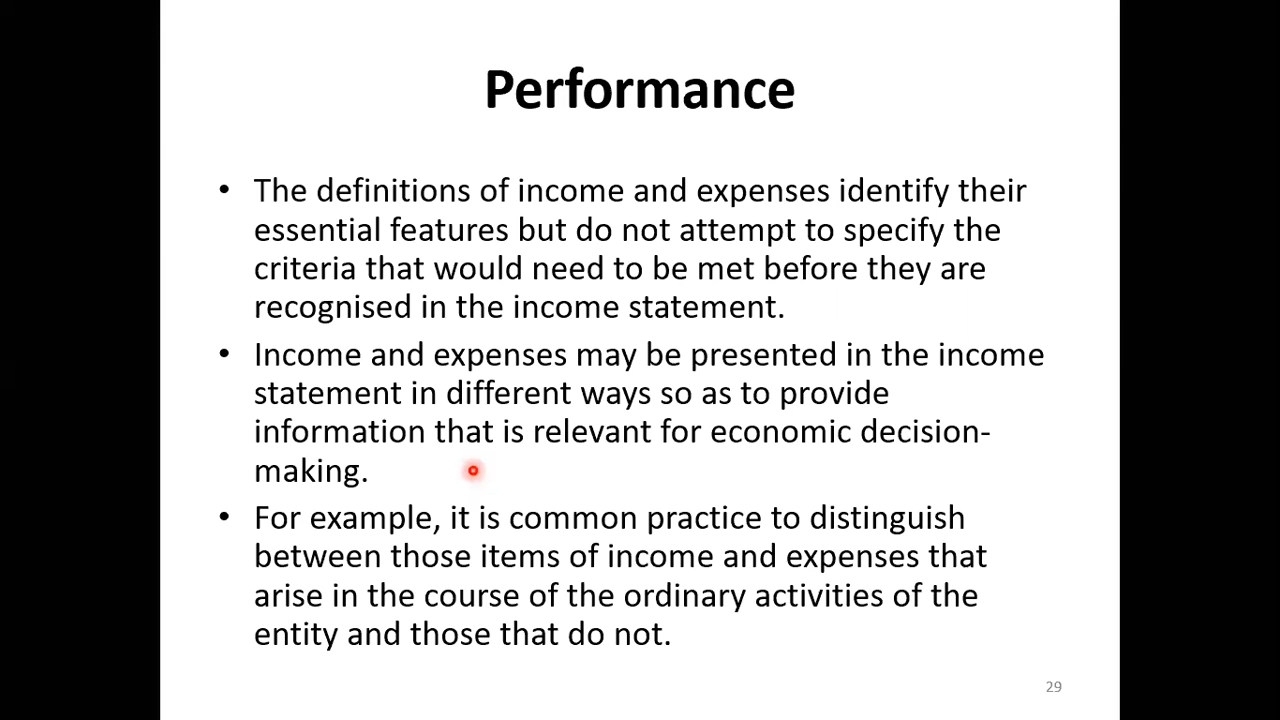 Performance
• The definitions of income and expenses identify their
essential features but do not attempt to specify the
criteria that would need to be met before they are
recognised in the income statement.
• Income and expenses may be presented in the income
statement in different ways so as to provide
information that is relevant for economic decision-
making.
• For example, it is common practice to distinguish
between those items of income and expenses that
arise in the course of the ordinary activities of the
entity and those that do not.
29